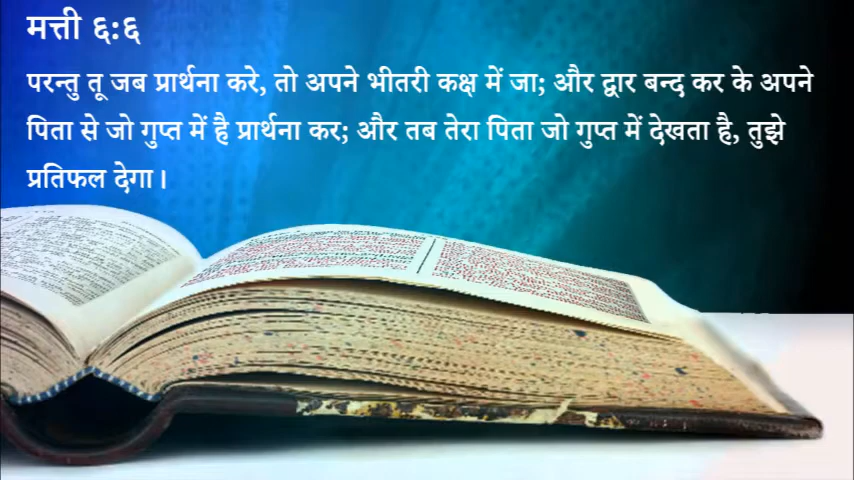 मत्ती ६:६
परन्तु तू जब प्रार्थना करे, तो अपने भीतरी कक्ष में जा; और द्वार बन्द कर के अपने
पिता से जो गुप्त में है प्रार्थना कर; और तब तेरा पिता जो गुप्त में देखता है, तुझे
प्रतिफल देगा।